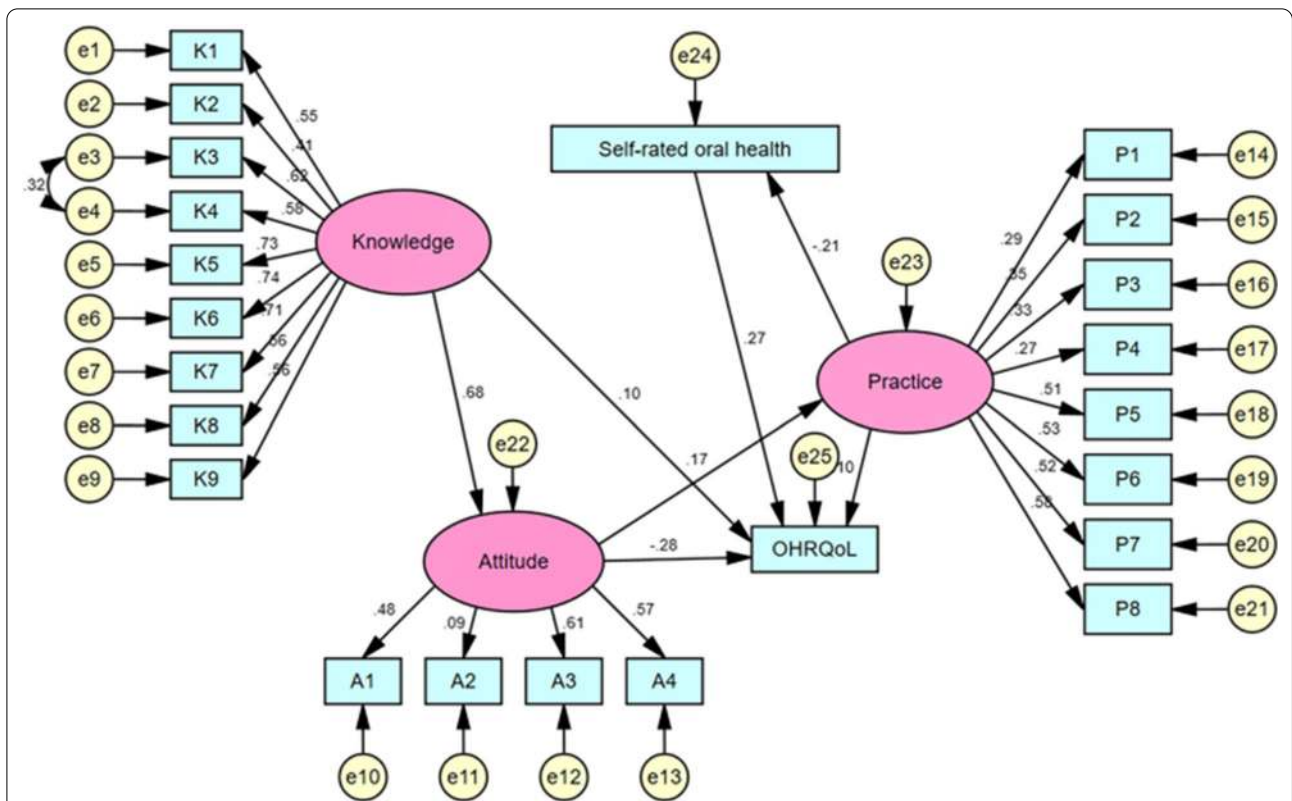 e1
K1
e2
K2
e3
K3
e4
K4
e5
K5
e6
K6
e7
K7
e8
K8
e9
K9
.32
.55
.41
.62
.58
.73
.74
.71
.56
.56
Knowledge
e24
Self-rated oral health
-.21
.27
.68
.10
e22
.17
e23
Practice
e25
-.28
OHRQoL
Attitude
.48
.09
.61
.57
A1
A2
A3
A4
e10
e11
e12
e13
.29
.35
.33
.27
.51
.53
.52
.58
P1
e14
P2
e15
P3
e16
P4
e17
P5
e18
P6
e19
P7
e20
P8
e21